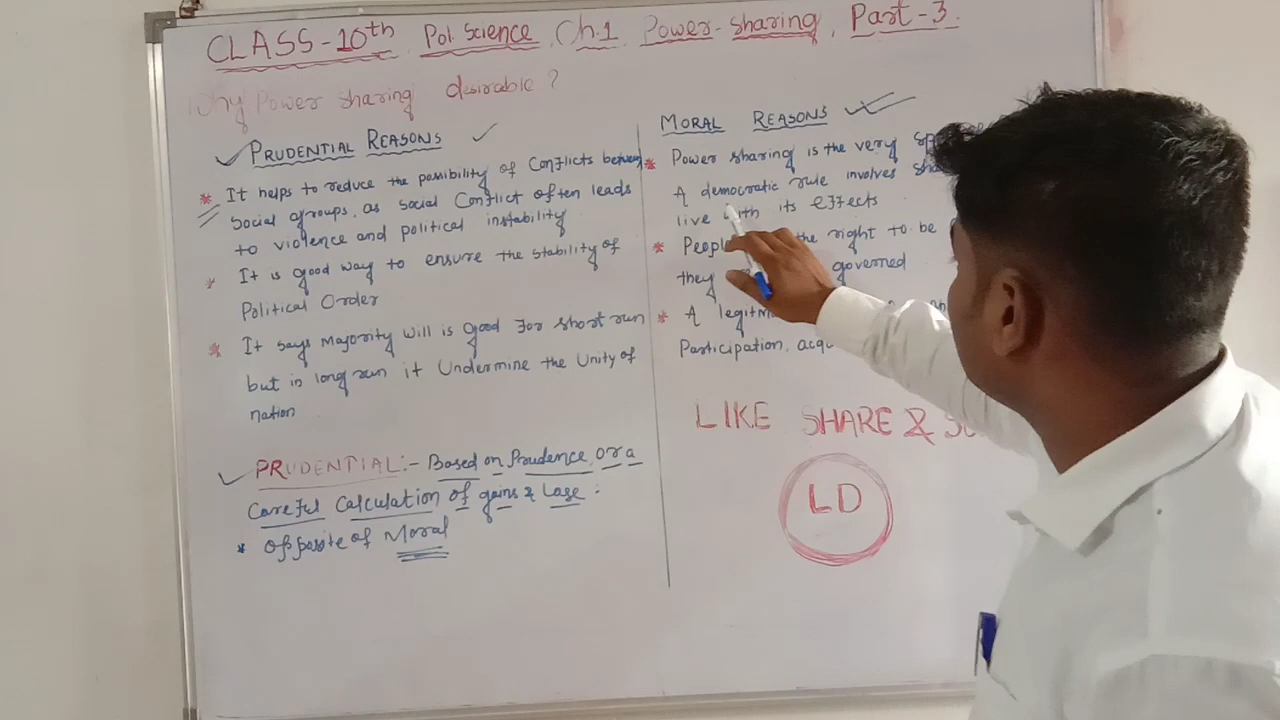 CLASS-10th, Pol. Science, Ch.1, Power-sharing, Part-3.
Why Power sharing desirable?
PRUDENTIAL REASONS
It helps to reduce the possibility of Conflicts between
Social groups, as social Conflict often leads
to violence and political instability
It is good way to ensure the stability of
Political Order
It says Majority Will is good For short run
but in long run it Undermine the Unity of
nation
PRUDENTIAL:- Based on Prudence, or a
Careful Calculation of gains & Lose:
* opposite of Moral
MORAL REASONS
* Power sharing is the very
A democratic rule involves
live with its effects
* the right to be
they governed
* A
Participation,
LIKE SHARE &
LD